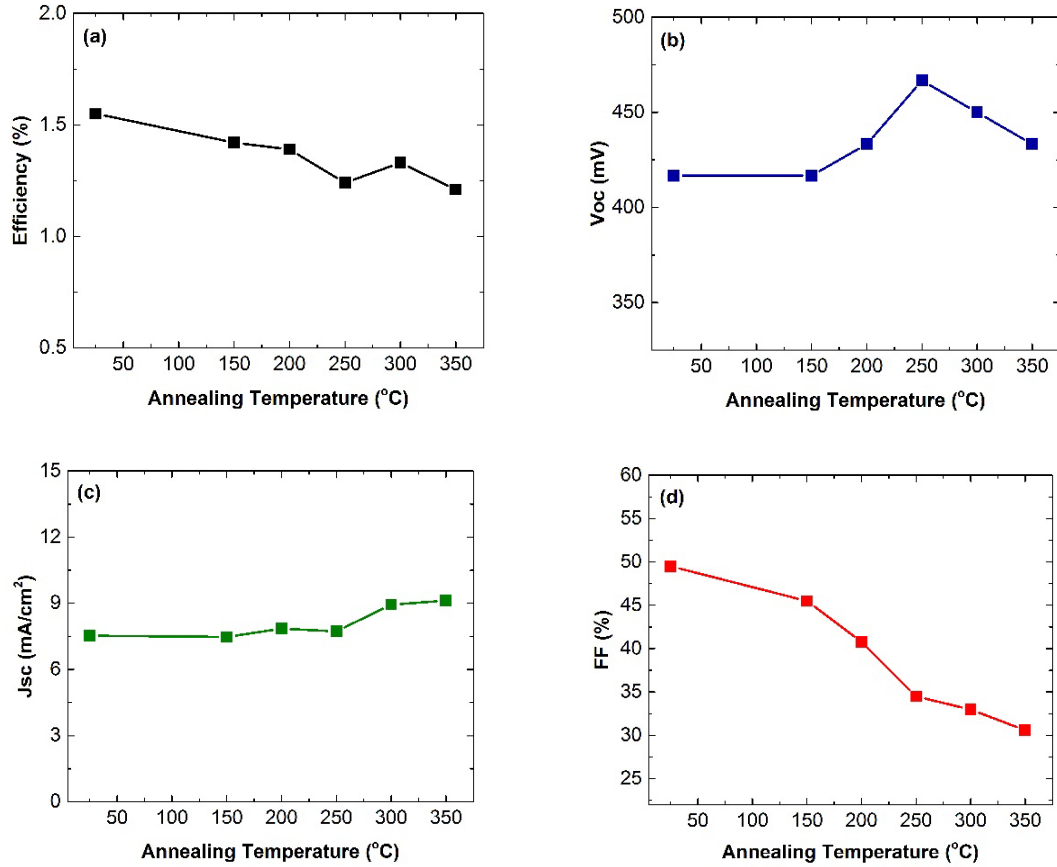 (a)
Efficiency (%)
2.0
1.5
1.0
0.5
50 100 150 200 250 300 350
Annealing Temperature (°C)
(b)
Voc (mV)
500
450
400
350
50 100 150 200 250 300 350
Annealing Temperature (°C)
(c)
Jsc (mA/cm²)
15
12
9
6
3
0
50 100 150 200 250 300 350
Annealing Temperature (°C)
(d)
FF (%)
60
55
50
45
40
35
30
25
50 100 150 200 250 300 350
Annealing Temperature (°C)